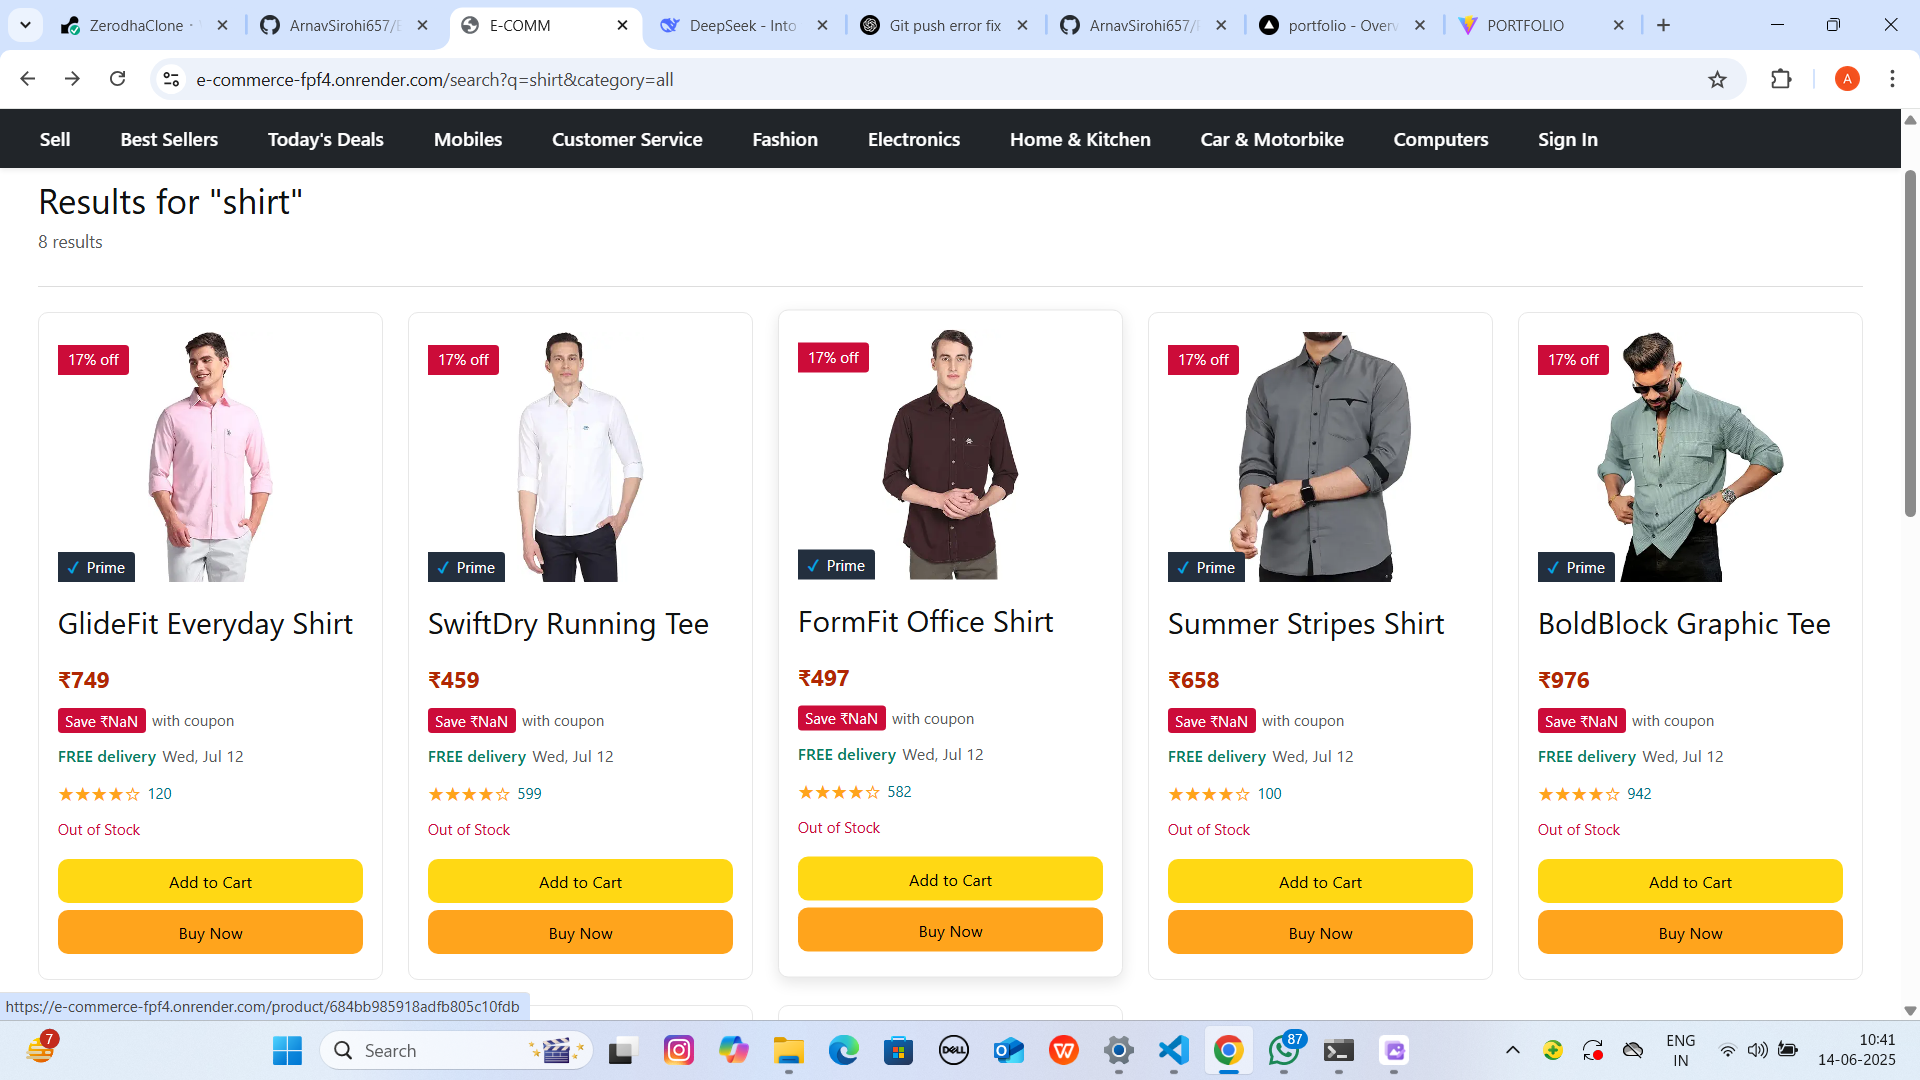 ZerodhaClone ·
ArnavSirohi657/
E-COMM
DeepSeek - Into
Git push error fix
ArnavSirohi657/
portfolio - Overv
PORTFOLIO
e-commerce-fpf4.onrender.com/search?q=shirt&category=all
A
Sell
Best Sellers
Today's Deals
Mobiles
Customer Service
Fashion
Electronics
Home & Kitchen
Car & Motorbike
Computers
Sign In
Results for "shirt"
8 results
17% off
✓ Prime
GlideFit Everyday Shirt
₹749
Save ₹NaN with coupon
FREE delivery Wed, Jul 12
★★★★☆ 120
Out of Stock
Add to Cart
Buy Now
17% off
✓ Prime
SwiftDry Running Tee
₹459
Save ₹NaN with coupon
FREE delivery Wed, Jul 12
★★★★☆ 599
Out of Stock
Add to Cart
Buy Now
17% off
✓ Prime
FormFit Office Shirt
₹497
Save ₹NaN with coupon
FREE delivery Wed, Jul 12
★★★★☆ 582
Out of Stock
Add to Cart
Buy Now
17% off
✓ Prime
Summer Stripes Shirt
₹658
Save ₹NaN with coupon
FREE delivery Wed, Jul 12
★★★★☆ 100
Out of Stock
Add to Cart
Buy Now
17% off
✓ Prime
BoldBlock Graphic Tee
₹976
Save ₹NaN with coupon
FREE delivery Wed, Jul 12
★★★★☆ 942
Out of Stock
Add to Cart
Buy Now
https://e-commerce-fpf4.onrender.com/product/684bb985918adfb805c10fdb
7
Search
DELL
87
ENG
IN
10:41
14-06-2025